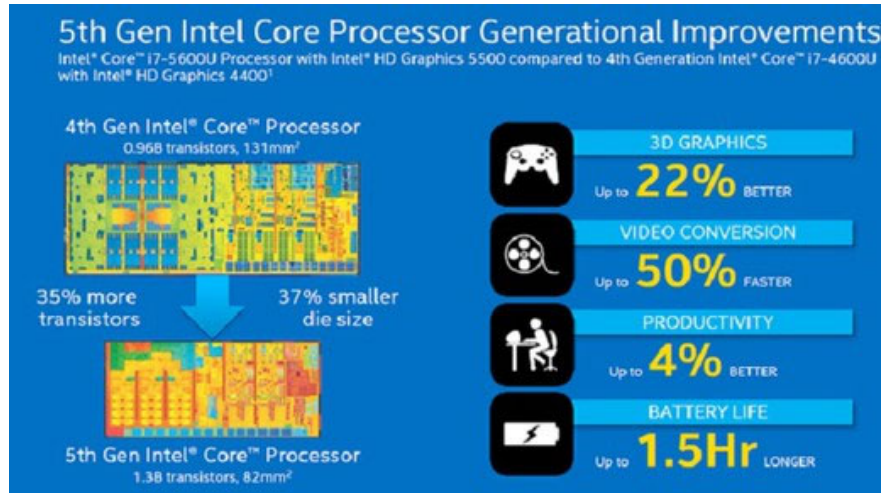 5th Gen Intel Core Processor Generational Improvements
Intel® Core™ i7-5600U Processor with Intel® HD Graphics 5500 compared to 4th Generation Intel® Core™ i7-4600U
with Intel® HD Graphics 4400¹
4th Gen Intel® Core™ Processor
0.968 transistors, 131mm²
35% more
transistors
37% smaller
die size
5th Gen Intel® Core™ Processor
1.38 transistors, 82mm²
3D GRAPHICS
Up to 22% BETTER
VIDEO CONVERSION
Up to 50% FASTER
PRODUCTIVITY
Up to 4% BETTER
BATTERY LIFE
Up to 1.5Hr LONGER